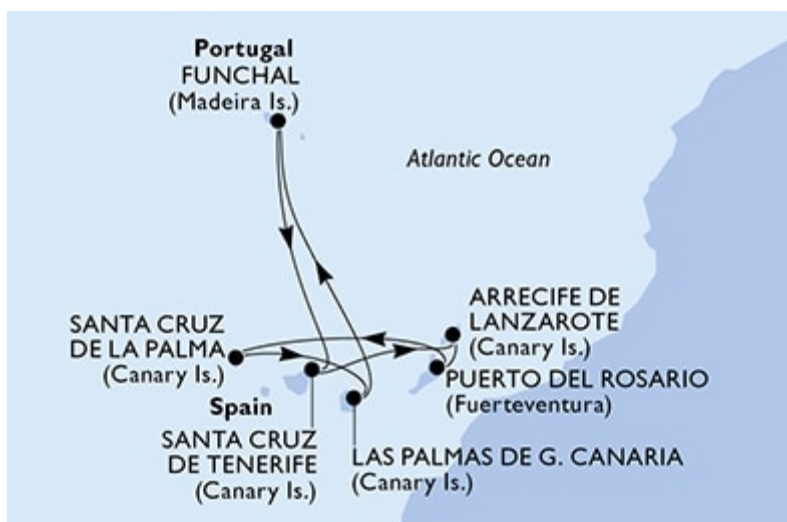 Portugal
FUNCHAL
(Madeira Is.)
Atlantic Ocean
ARRECIFE DE
LANZAROTE
(Canary Is.)
SANTA CRUZ
DE LA PALMA
(Canary Is.)
PUERTO DEL ROSARIO
(Fuerteventura)
Spain
SANTA CRUZ
DE TENERIFE
(Canary Is.)
LAS PALMAS DE G. CANARIA
(Canary Is.)